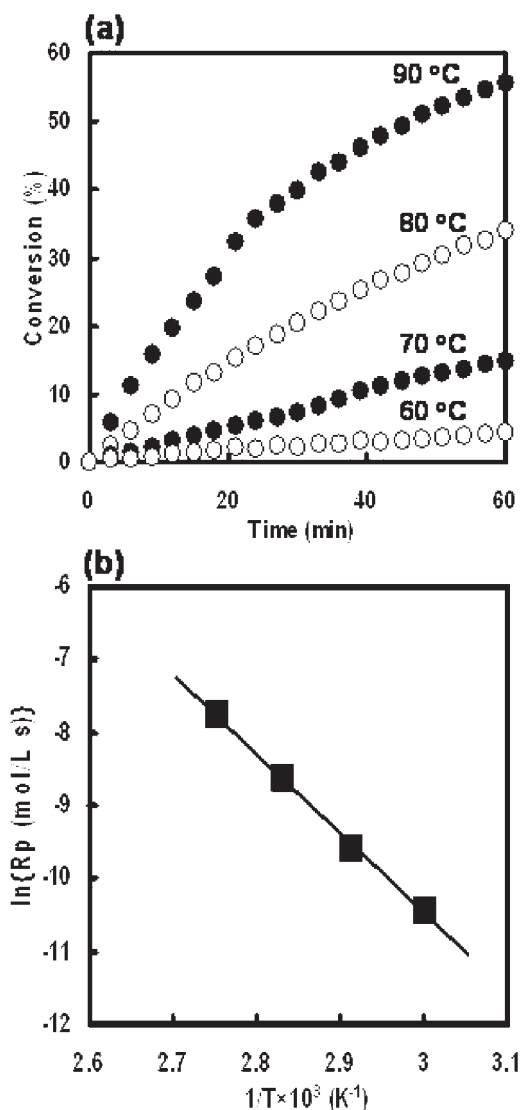 (a)
60
50
40
30
20
10
0
Conversion (%)
90 °C
80 °C
70 °C
60 °C
0 20 40 60
Time (min)
(b)
-6
-7
-8
-9
-10
-11
-12
ln{Rp (mol/L s)}
2.6 2.7 2.8 2.9 3 3.1
1/T×10³ (K⁻¹)